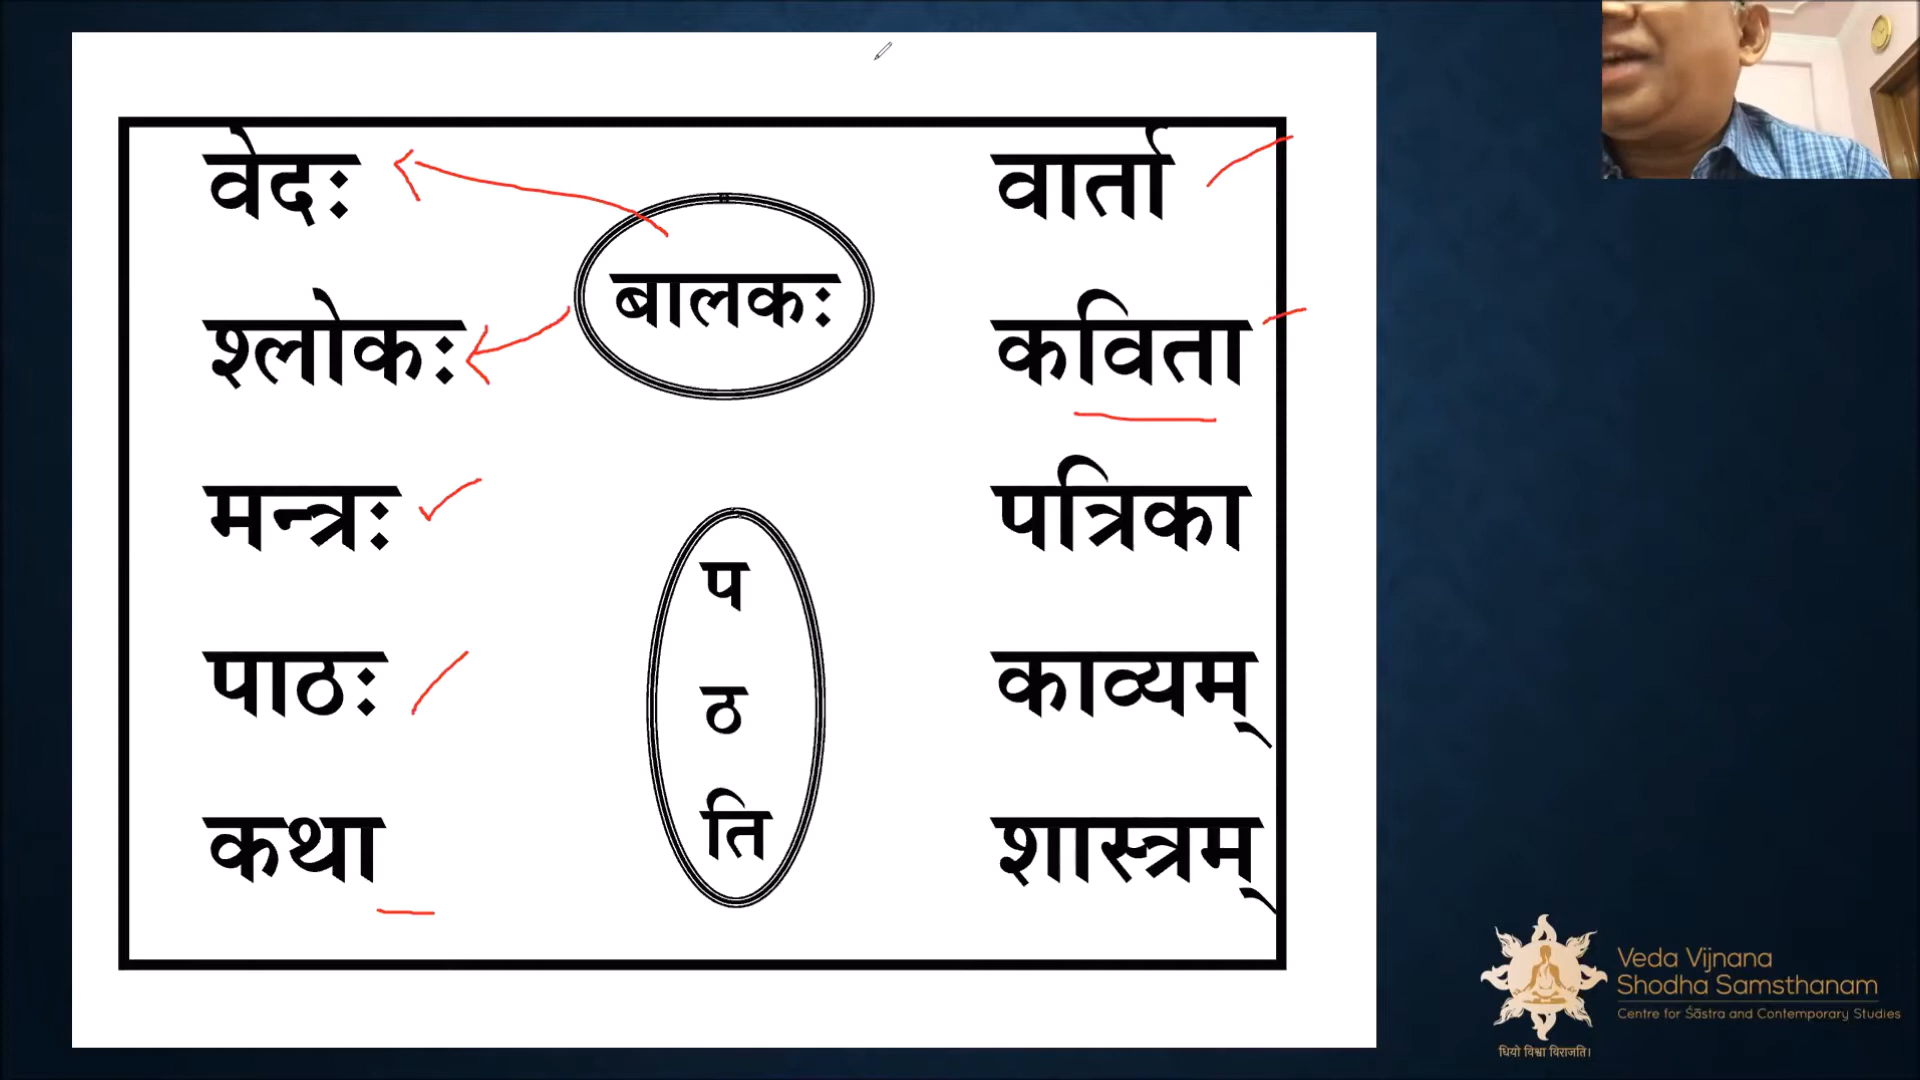 वेदः
श्लोकः
मन्त्रः
पाठः
कथा
बालकः
प
ठ
ति
वार्ता
कविता
पत्रिका
काव्यम्
शास्त्रम्
Veda Vijnana
Shodha Samsthanam
Centre for Śāstra and Contemporary Studies
धियो विश्वा विराजति।